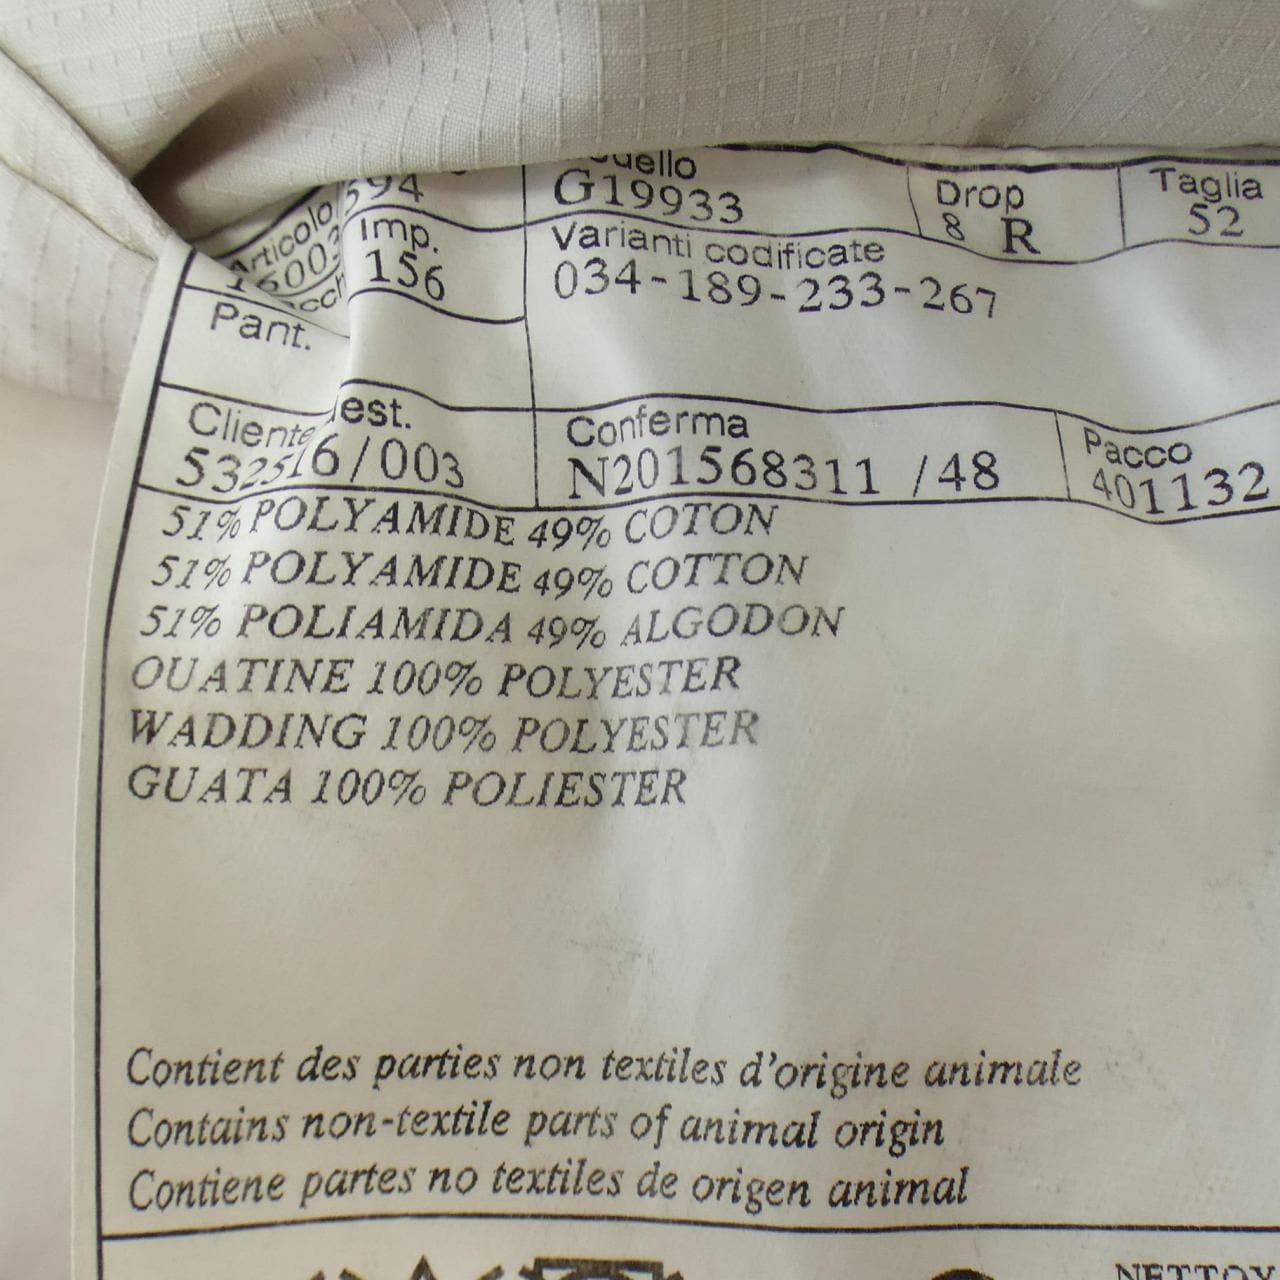 594 G19933 Drop Taglia
8 R 52
Articolo Imp. Varianti codificate
156 034-189-233-267
Pant.
Cliente est. Conferma Pacco
532516/003 N201568311 /48 401132
51% POLYAMIDE 49% COTON
51% POLYAMIDE 49% COTTON
51% POLIAMIDA 49% ALGODON
OUATINE 100% POLYESTER
WADDING 100% POLYESTER
GUATA 100% POLIESTER
Contient des parties non textiles d'origine animale
Contains non-textile parts of animal origin
Contiene partes no textiles de origen animal